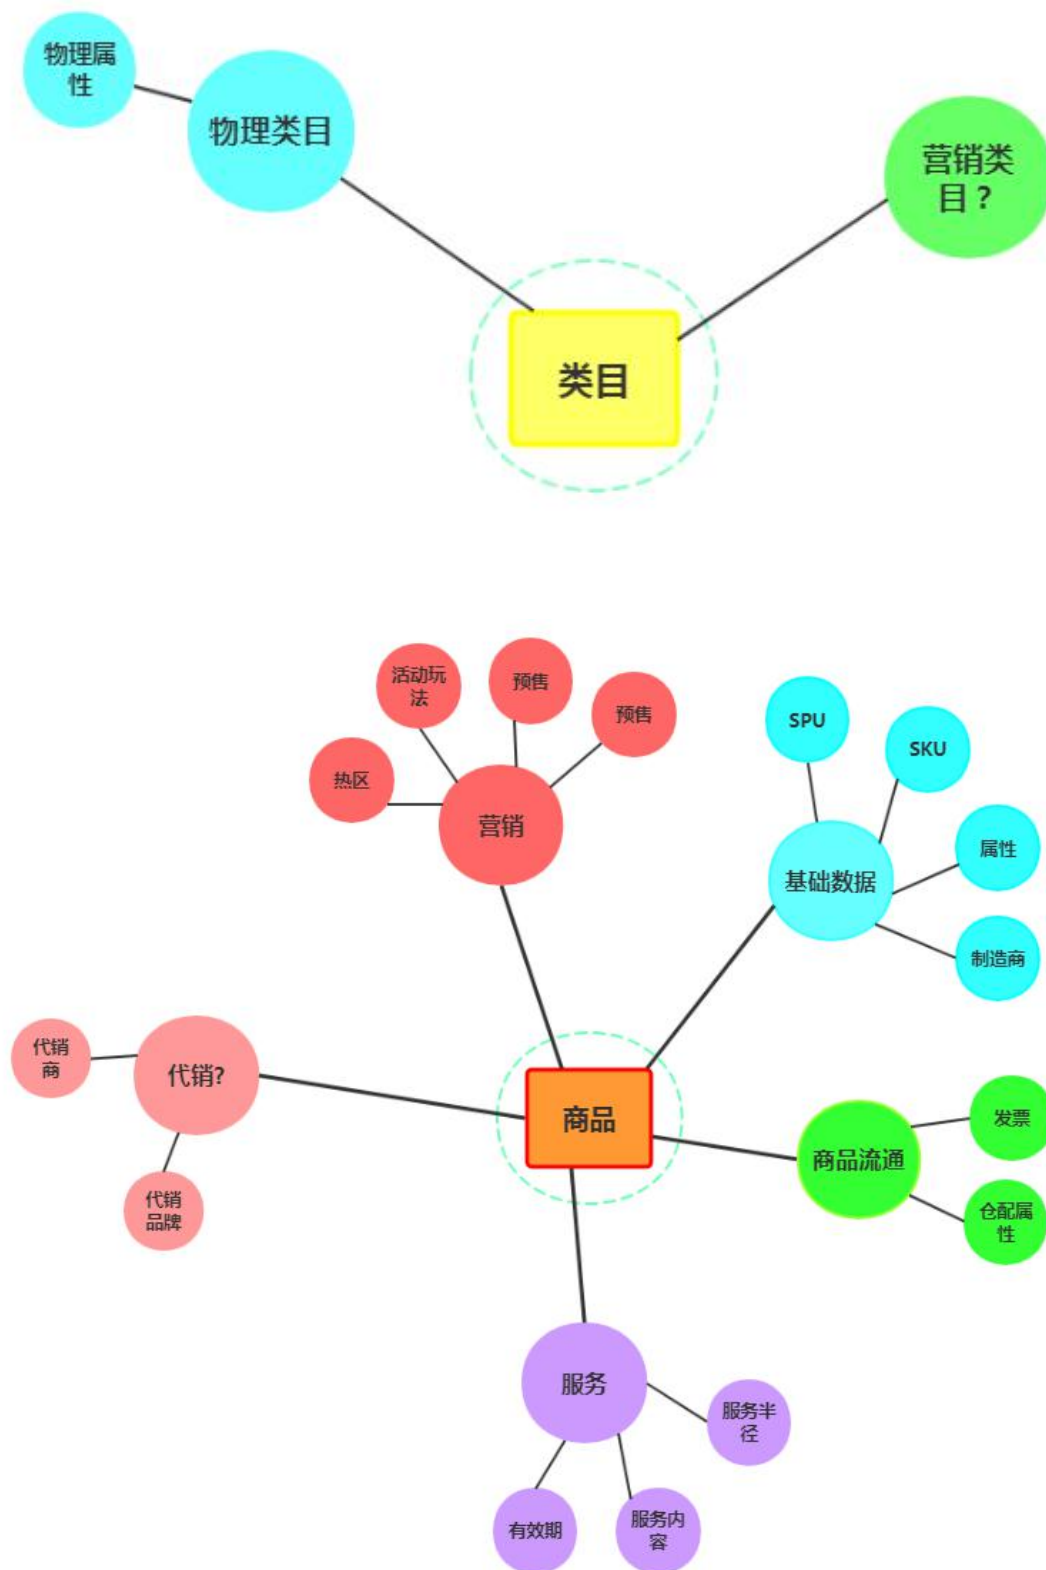 物理属
性
物理类目
营销类
目？
类目
活动玩
法
预售
预售
热区
营销
SPU
SKU
属性
基础数据
制造商
代销
商
代销?
代销
品牌
商品
发票
商品流通
仓配属
性
服务
服务半
径
有效期
服务内
容